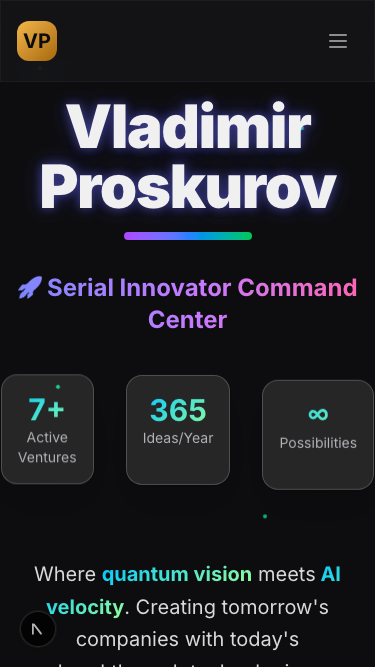 VP
Vladimir
Proskurov
🚀 Serial Innovator Command
Center
7+
Active
Ventures
365
Ideas/Year
∞
Possibilities
Where quantum vision meets AI
velocity. Creating tomorrow's
companies with today's